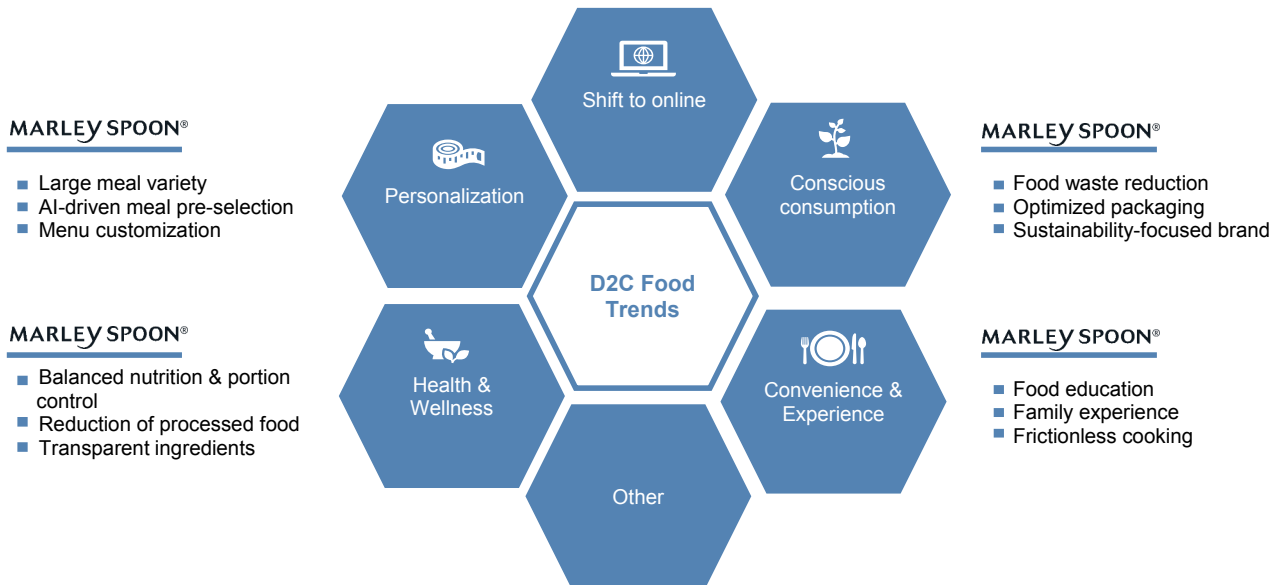 Shift to online
MARLEY SPOON®
Large meal variety
AI-driven meal pre-selection
Menu customization
Personalization
Conscious
consumption
MARLEY SPOON®
Food waste reduction
Optimized packaging
Sustainability-focused brand
D2C Food
Trends
MARLEY SPOON®
Balanced nutrition & portion
control
Reduction of processed food
Transparent ingredients
Health &
Wellness
Convenience &
Experience
MARLEY SPOON®
Food education
Family experience
Frictionless cooking
Other